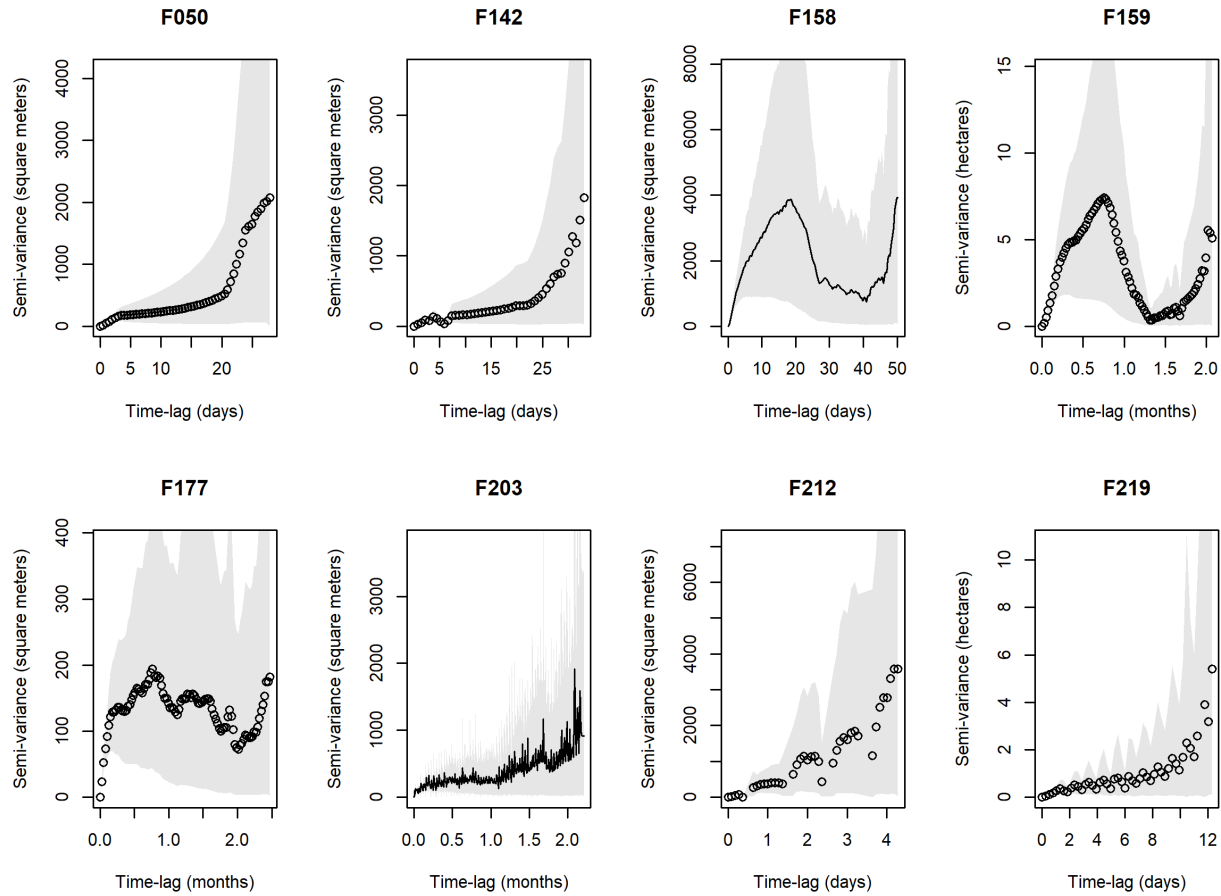 F050 F142 F158 F159
Semi-variance (square meters)
0 1000 2000 3000 4000
0 5 10 20
Time-lag (days)
Semi-variance (square meters)
0 1000 2000 3000
0 5 15 25
Time-lag (days)
Semi-variance (square meters)
0 2000 4000 6000 8000
0 10 20 30 40 50
Time-lag (days)
Semi-variance (hectares)
0 5 10 15
0.0 0.5 1.0 1.5 2.0
Time-lag (months)
F177 F203 F212 F219
Semi-variance (square meters)
0 100 200 300 400
0.0 1.0 2.0
Time-lag (months)
Semi-variance (square meters)
0 1000 2000 3000
0.0 0.5 1.0 1.5 2.0
Time-lag (months)
Semi-variance (square meters)
0 2000 4000 6000
0 1 2 3 4
Time-lag (days)
Semi-variance (hectares)
0 2 4 6 8 10
0 2 4 6 8 12
Time-lag (days)